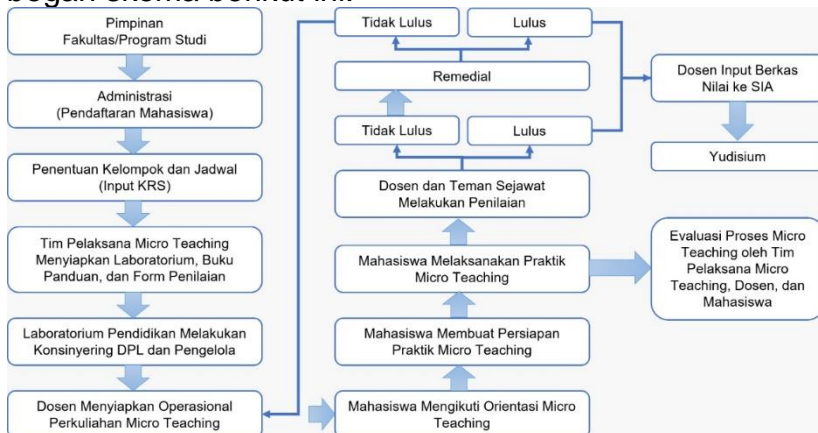 Pimpinan
Fakultas/Program Studi
Administrasi
(Pendaftaran Mahasiswa)
Penentuan Kelompok dan Jadwal
(Input KRS)
Tim Pelaksana Micro Teaching
Menyiapkan Laboratorium, Buku
Panduan, dan Form Penilaian
Laboratorium Pendidikan Melakukan
Konsinyering DPL dan Pengelola
Dosen Menyiapkan Operasional
Perkuliahan Micro Teaching
Tidak Lulus
Lulus
Remedial
Tidak Lulus
Lulus
Dosen dan Teman Sejawat
Melakukan Penilaian
Mahasiswa Melaksanakan Praktik
Micro Teaching
Mahasiswa Membuat Persiapan
Praktik Micro Teaching
Mahasiswa Mengikuti Orientasi Micro
Teaching
Dosen Input Berkas
Nilai ke SIA
Yudisium
Evaluasi Proses Micro
Teaching oleh Tim
Pelaksana Micro
Teaching, Dosen, dan
Mahasiswa